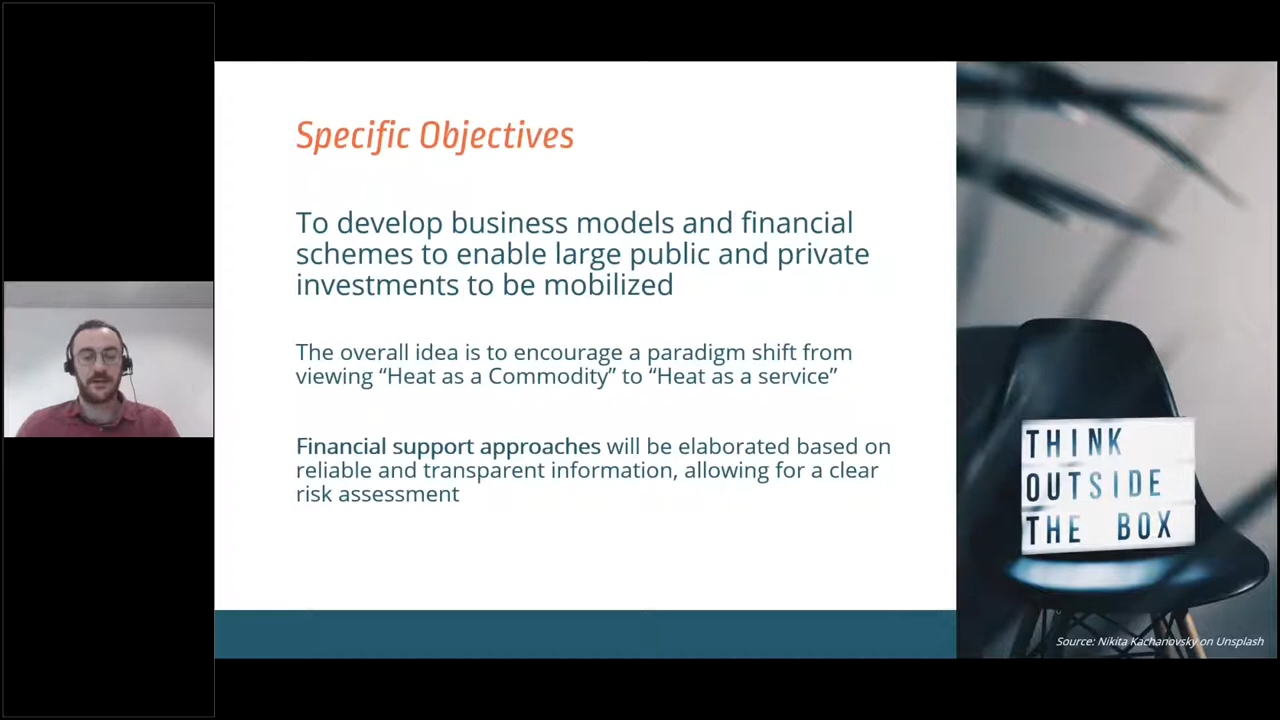 Specific Objectives
To develop business models and financial
schemes to enable large public and private
investments to be mobilized
The overall idea is to encourage a paradigm shift from
viewing “Heat as a Commodity” to “Heat as a service”
Financial support approaches will be elaborated based on
reliable and transparent information, allowing for a clear
risk assessment
THINK
OUTSIDE
THE BOX
Source: Nikita Kachanovsky on Unsplash